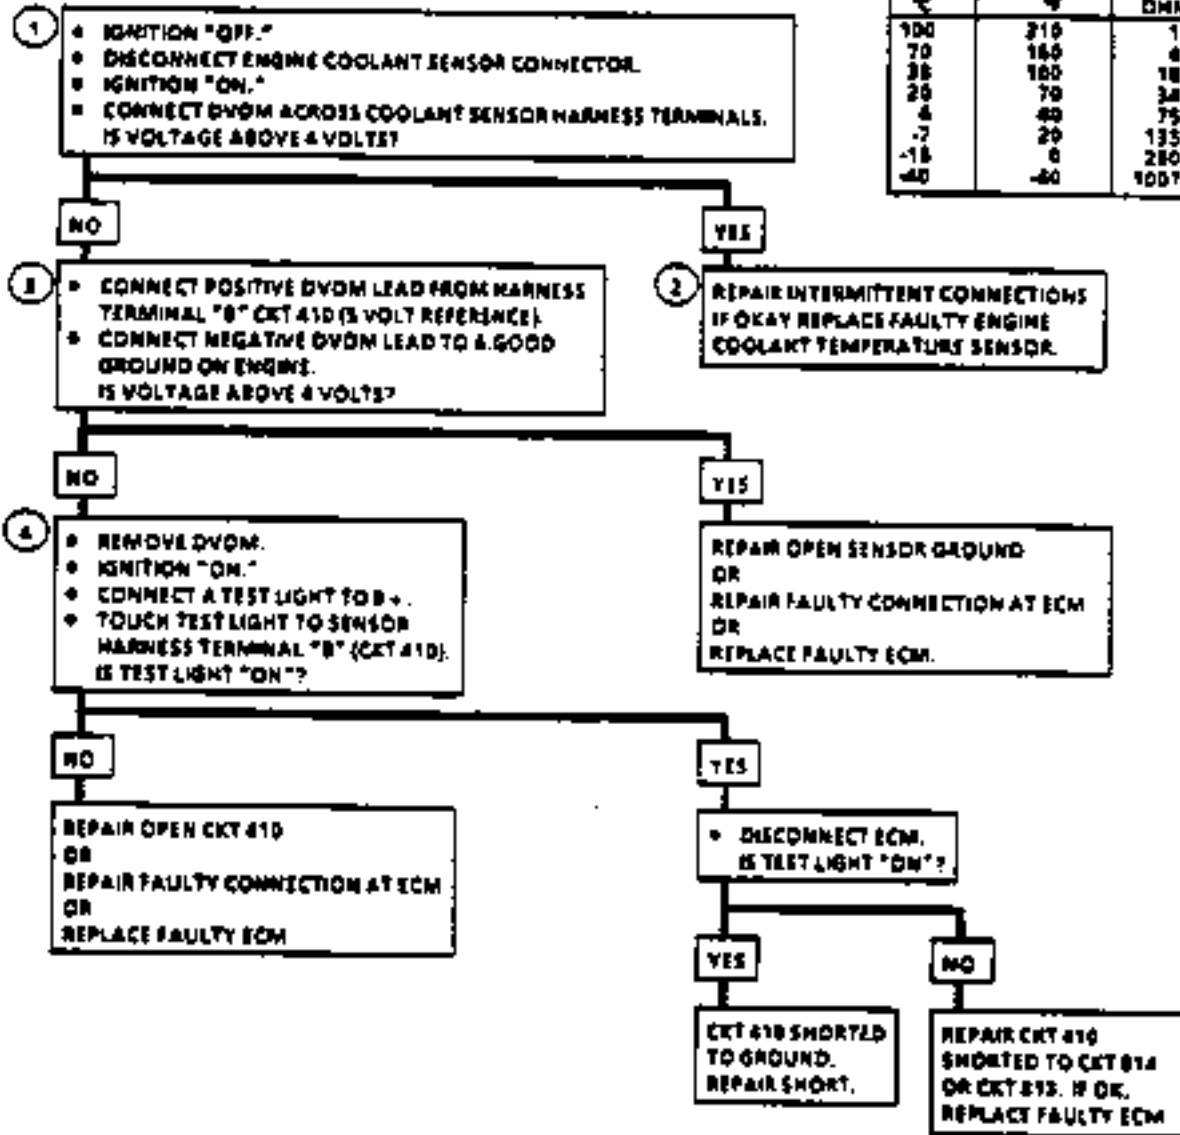 1
• IGNITION "OFF."
• DISCONNECT ENGINE COOLANT SENSOR CONNECTOR.
• IGNITION "ON."
• CONNECT DVOM ACROSS COOLANT SENSOR HARNESS TERMINALS.
IS VOLTAGE ABOVE 4 VOLTS?
°C °F
100 210
70 160
38 100
20 70
4 40
-7 20
-18 0
-40 -40
NO
YES
3
• CONNECT POSITIVE DVOM LEAD FROM HARNESS
TERMINAL "B" CKT 410 (5 VOLT REFERENCE).
• CONNECT NEGATIVE DVOM LEAD TO A GOOD
GROUND ON ENGINE.
IS VOLTAGE ABOVE 4 VOLTS?
2
REPAIR INTERMITTENT CONNECTIONS
IF OKAY REPLACE FAULTY ENGINE
COOLANT TEMPERATURE SENSOR.
NO
YES
4
• REMOVE DVOM.
• IGNITION "ON."
• CONNECT A TEST LIGHT TO B +.
• TOUCH TEST LIGHT TO SENSOR
HARNESS TERMINAL "B" (CKT 410).
IS TEST LIGHT "ON"?
REPAIR OPEN SENSOR GROUND
OR
REPAIR FAULTY CONNECTION AT ECM
OR
REPLACE FAULTY ECM.
NO
YES
REPAIR OPEN CKT 410
OR
REPAIR FAULTY CONNECTION AT ECM
OR
REPLACE FAULTY ECM
• DISCONNECT ECM.
IS TEST LIGHT "ON"?
YES
NO
CKT 410 SHORTED
TO GROUND.
REPAIR SHORT.
REPAIR CKT 410
SHORTED TO CKT 814
OR CKT 813. IF OK,
REPLACE FAULTY ECM